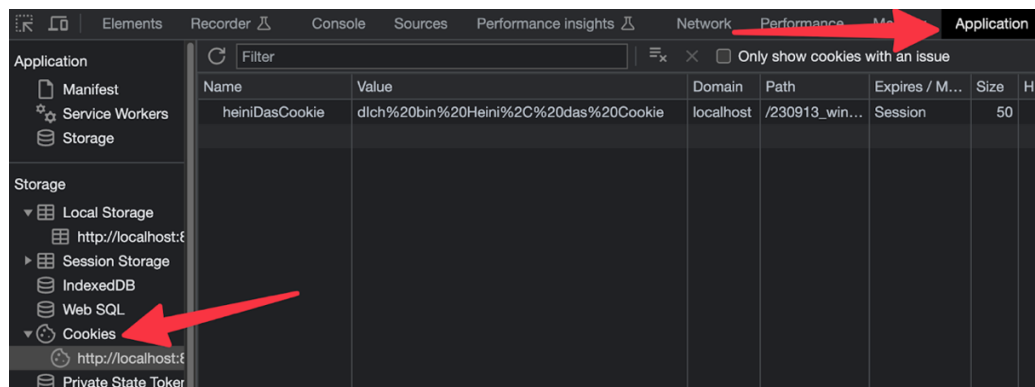 Elements Recorder Console Sources Performance insights Network Performance Application
Application
Manifest
Service Workers
Storage
Storage
Local Storage
http://localhost:8
Session Storage
IndexedDB
Web SQL
Cookies
http://localhost:8
Private State Token
Filter Only show cookies with an issue
Name Value Domain Path Expires / M... Size H
heiniDasCookie dIch%20bin%20Heini%2C%20das%20Cookie localhost /230913_win... Session 50